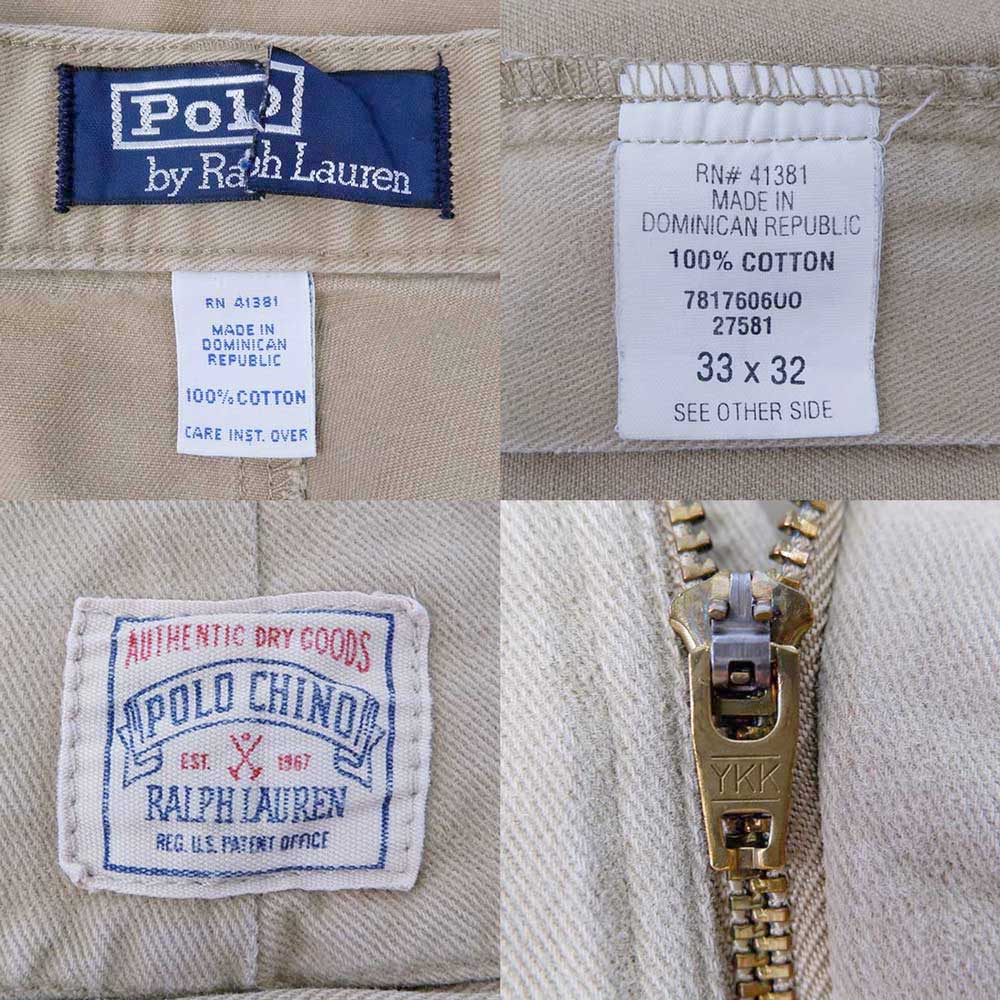 Polo
by Ralph Lauren
RN 41381
MADE IN
DOMINICAN
REPUBLIC
100% COTTON
CARE INST. OVER
RN# 41381
MADE IN
DOMINICAN REPUBLIC
100% COTTON
781760600
27581
33 x 32
SEE OTHER SIDE
AUTHENTIC DRY GOODS
POLO CHINO
EST. 1967
RALPH LAUREN
REG. U.S. PATENT OFFICE
YKK